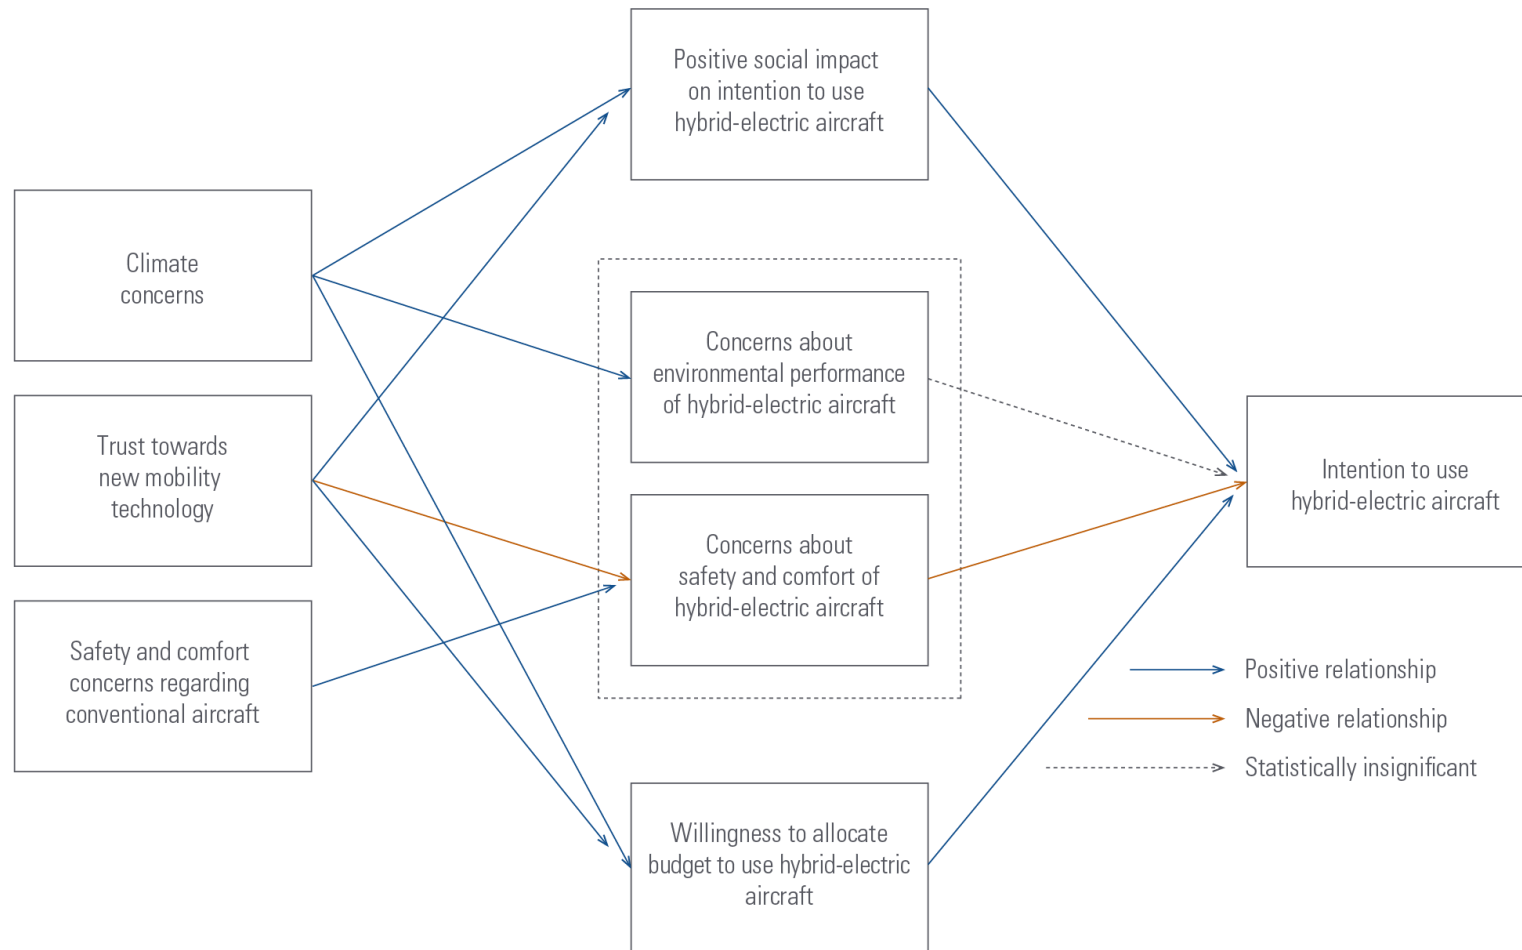 Positive social impact
on intention to use
hybrid-electric aircraft
Climate
concerns
Concerns about
environmental performance
of hybrid-electric aircraft
Trust towards
new mobility
technology
Intention to use
hybrid-electric aircraft
Concerns about
safety and comfort of
hybrid-electric aircraft
Safety and comfort
concerns regarding
conventional aircraft
Positive relationship
Negative relationship
Statistically insignificant
Willingness to allocate
budget to use hybrid-electric
aircraft